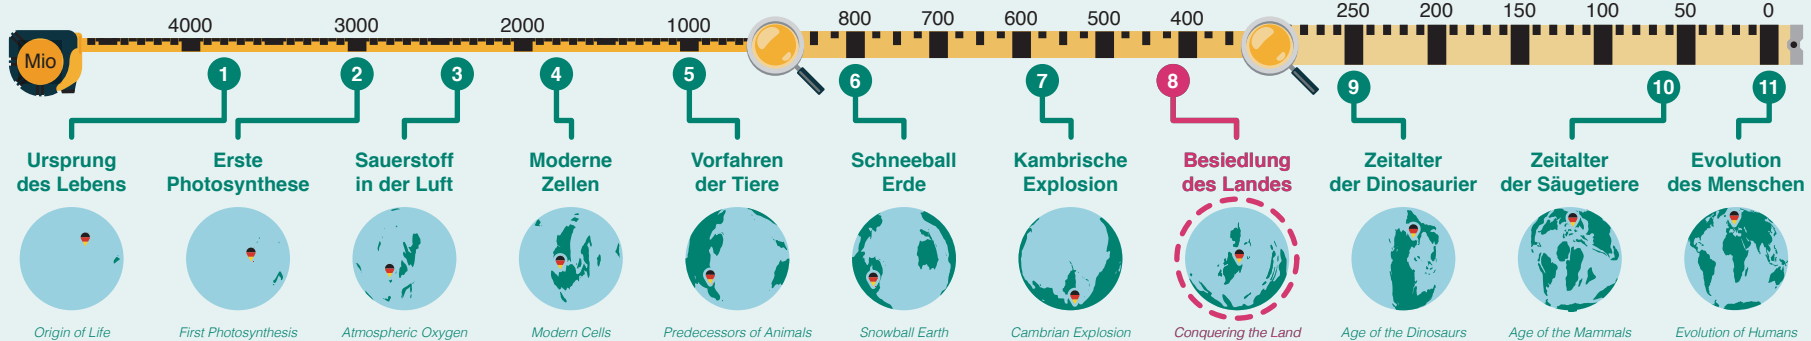 Mio
4000 3000 2000 1000 800 700 600 500 400 250 200 150 100 50 0
1 2 3 4 5 6 7 8 9 10 11
Ursprung
des Lebens
Origin of Life
Erste
Photosynthese
First Photosynthesis
Sauerstoff
in der Luft
Atmospheric Oxygen
Moderne
Zellen
Modern Cells
Vorfahren
der Tiere
Predecessors of Animals
Schneeball
Erde
Snowball Earth
Kambrische
Explosion
Cambrian Explosion
Besiedlung
des Landes
Conquering the Land
Zeitalter
der Dinosaurier
Age of the Dinosaurs
Zeitalter
der Säugetiere
Age of the Mammals
Evolution
des Menschen
Evolution of Humans